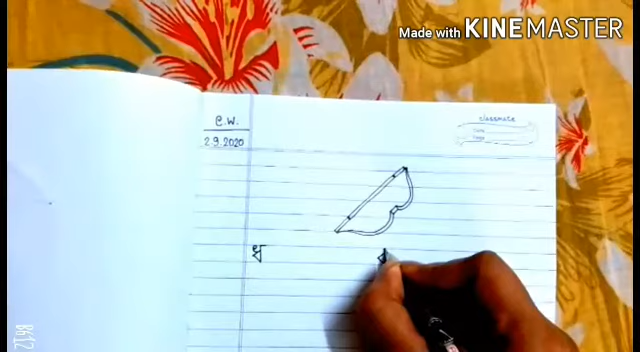 Made with KINEMASTER
C.W.
2.9.2020
classmate
ধ